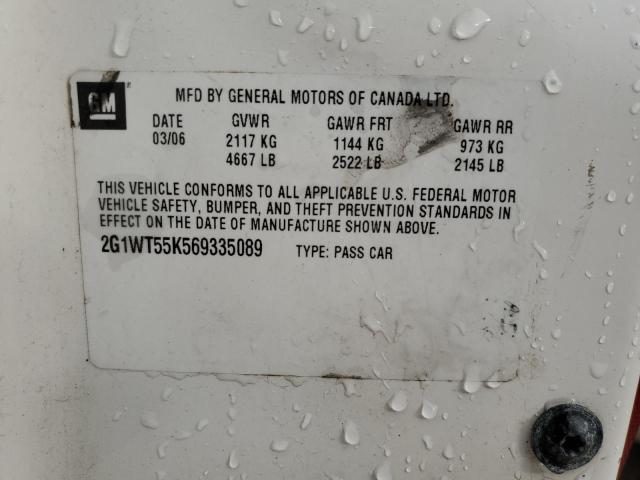 GM
MFD BY GENERAL MOTORS OF CANADA LTD.
DATE GVWR GAWR FRT GAWR RR
03/06 2117 KG 1144 KG 973 KG
4667 LB 2522 LB 2145 LB
THIS VEHICLE CONFORMS TO ALL APPLICABLE U.S. FEDERAL MOTOR
VEHICLE SAFETY, BUMPER, AND THEFT PREVENTION STANDARDS IN
EFFECT ON THE DATE OF MANUFACTURE SHOWN ABOVE.
2G1WT55K569335089 TYPE: PASS CAR